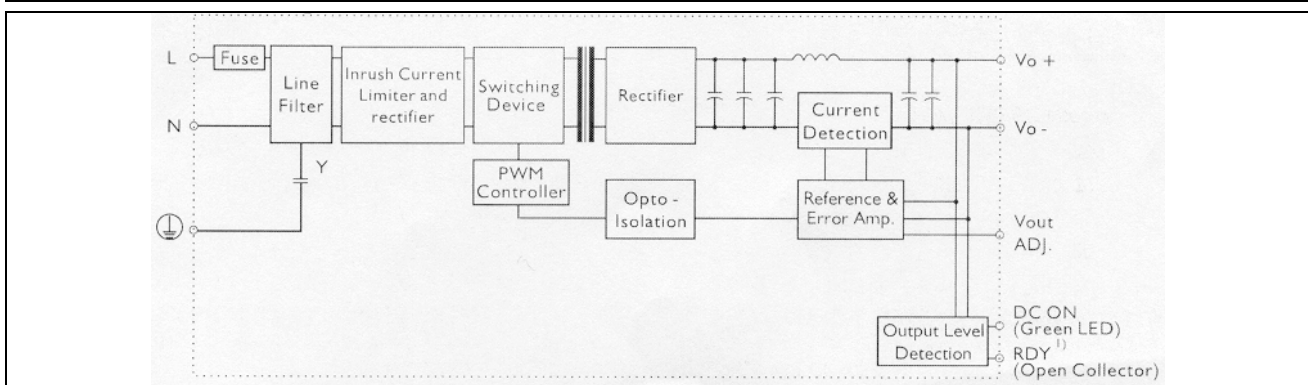 L
Fuse
Line
Filter
Inrush Current
Limiter and
rectifier
Switching
Device
Rectifier
Vo +
Current
Detection
N
Vo -
Y
PWM
Controller
Opto -
Isolation
Reference &
Error Amp.
Vout
ADJ.
Output Level
Detection
DC ON
(Green LED)
RDY 1)
(Open Collector)